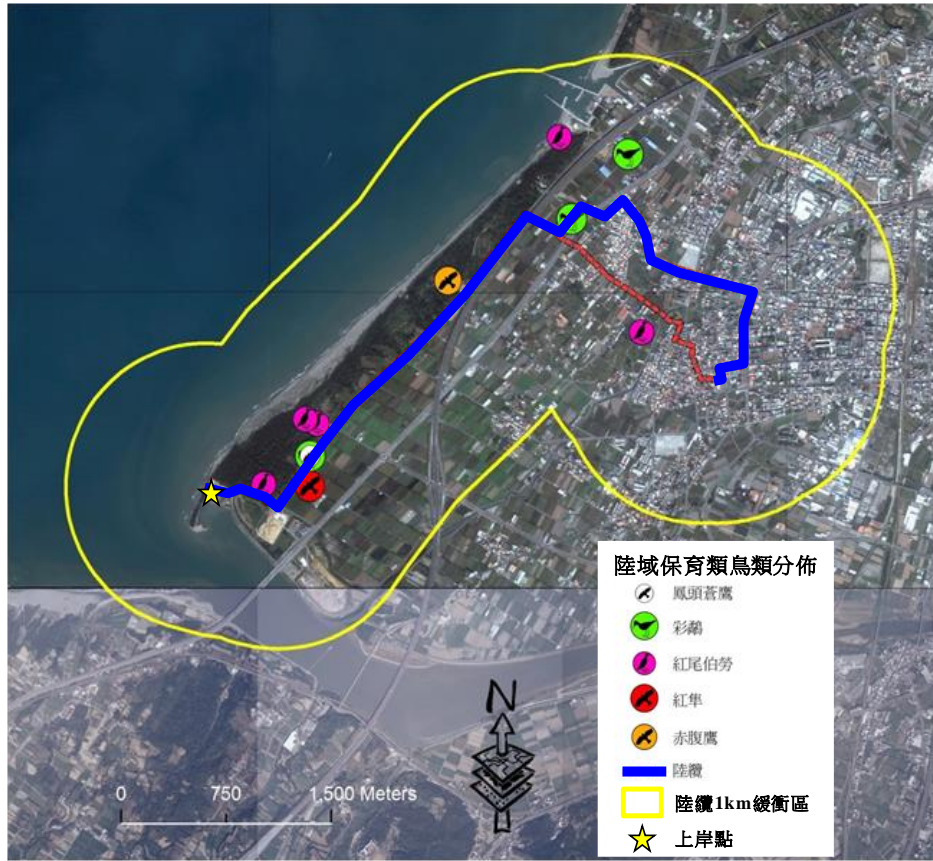 陸域保育類鳥類分佈
鳳頭蒼鷹
彩鷸
紅尾伯勞
紅隼
赤腹鷹
陸纜
陸纜1km緩衝區
上岸點
N
0 750 1,500 Meters